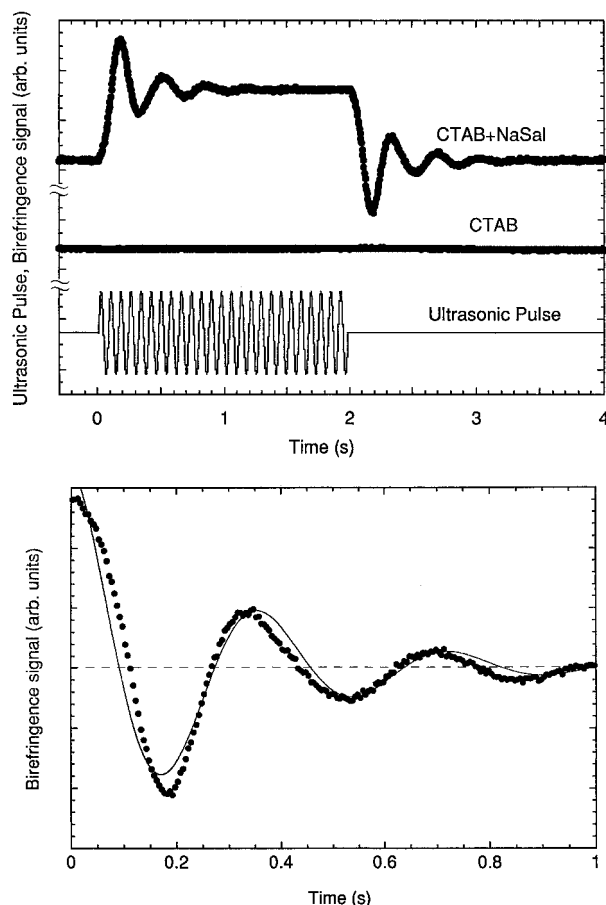 Ultrasonic Pulse, Birefringence signal (arb. units)
CTAB+NaSal
CTAB
Ultrasonic Pulse
0 1 2 3 4
Time (s)
Birefringence signal (arb. units)
0 0.2 0.4 0.6 0.8 1
Time (s)